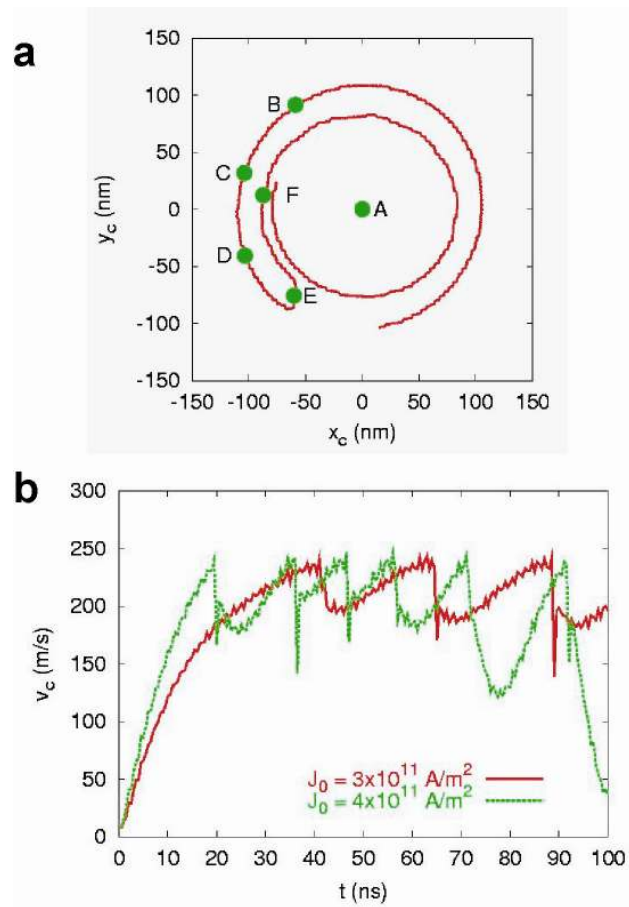 a
150
100
50
0
-50
-100
-150
-150 -100 -50 0 50 100 150
y_c (nm)
x_c (nm)
B
C
F
A
D
E
b
300
250
200
150
100
50
0
0 10 20 30 40 50 60 70 80 90 100
v_c (m/s)
t (ns)
J_0 = 3x10^11 A/m^2
J_0 = 4x10^11 A/m^2